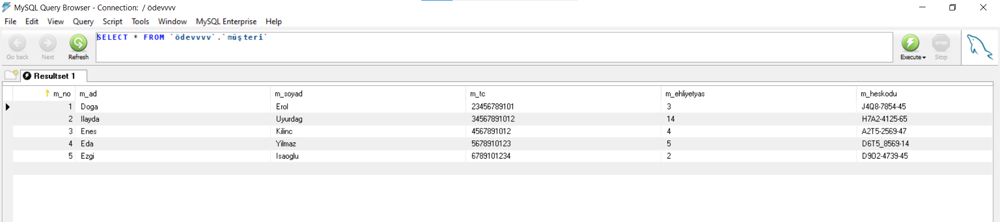 MySQL Query Browser - Connection: / ödevvvv
File Edit View Query Script Tools Window MySQL Enterprise Help
SELECT * FROM `ödevvvv`.`müşteri`
Go back Next Refresh Execute STOP Stop
Resultset 1
m_no m_ad m_soyad m_tc m_ehliyetyas m_heskodu
1 Doga Erol 23456789101 3 J4Q8-7854-45
2 Ilayda Uyurdag 34567891012 14 H7A2-4125-65
3 Enes Kilinc 4567891012 4 A2T5-2569-47
4 Eda Yilmaz 5678910123 5 D6T5_8569-14
5 Ezgi Isaoglu 6789101234 2 D9O2-4739-45